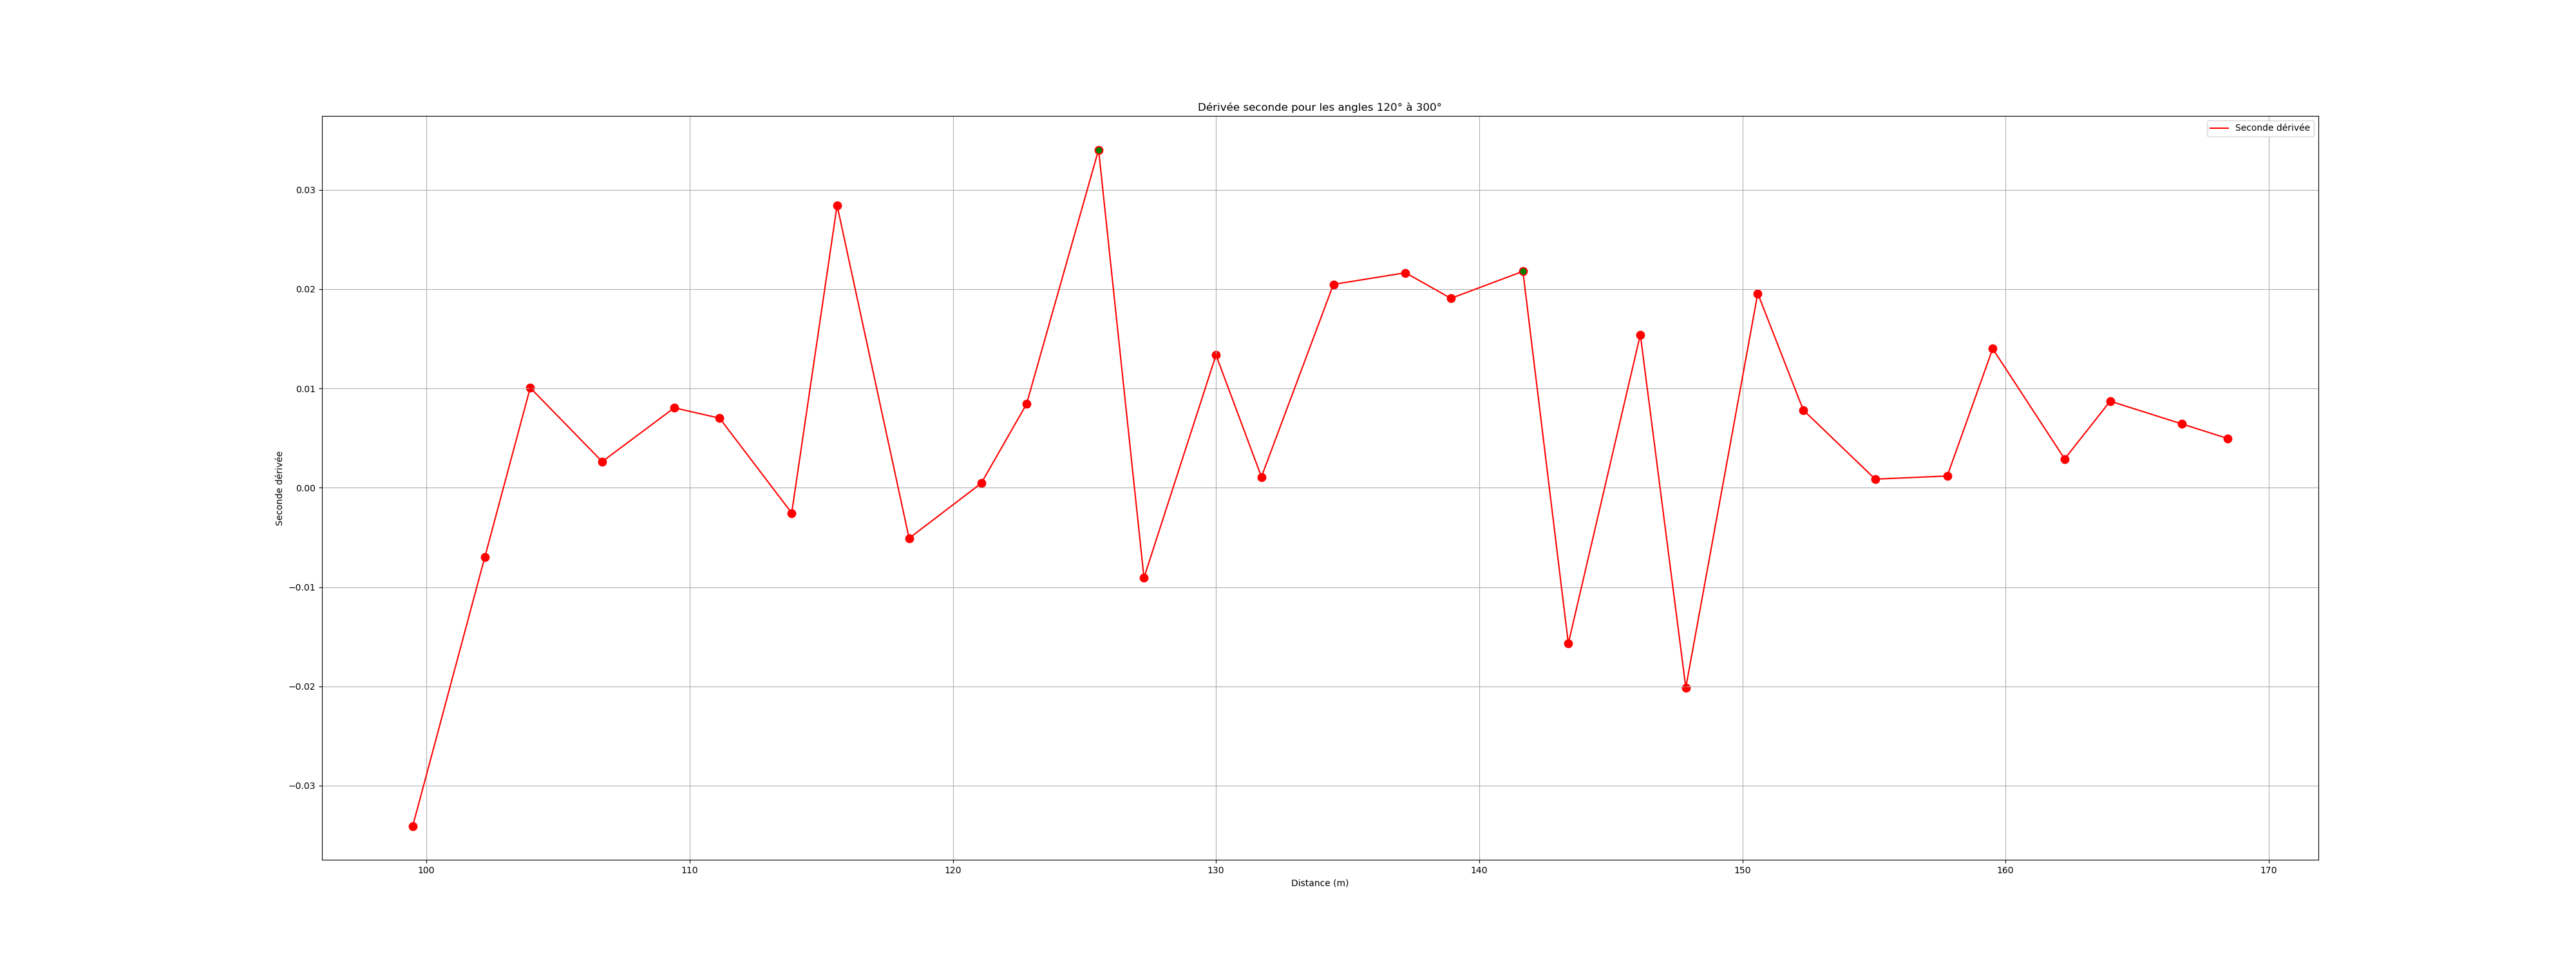 Dérivée seconde pour les angles 120° à 300°
Seconde dérivée
0.03
0.02
0.01
0.00
−0.01
−0.02
−0.03
Seconde dérivée
100 110 120 130 140 150 160 170
Distance (m)